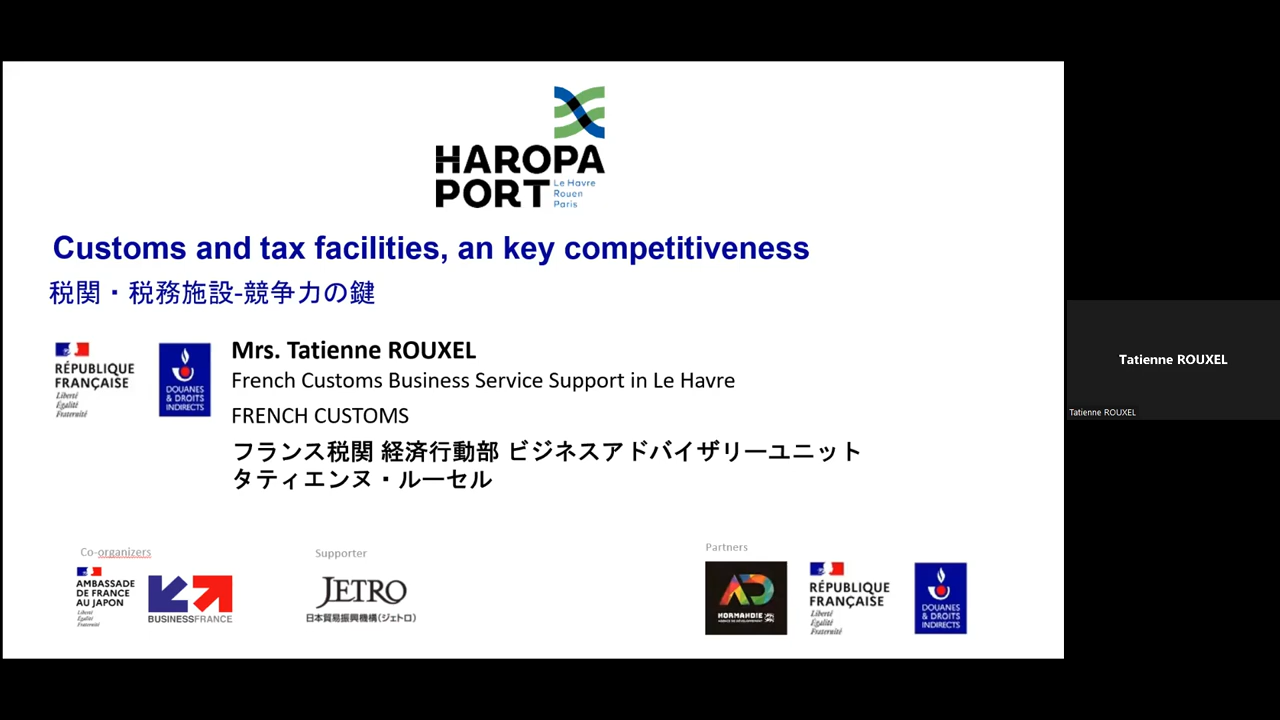 HAROPA
PORT
Le Havre
Rouen
Paris
Customs and tax facilities, an key competitiveness
税関・税務施設-競争力の鍵
RÉPUBLIQUE
FRANÇAISE
Liberté
Égalité
Fraternité
DOUANES
& DROITS
INDIRECTS
Mrs. Tatienne ROUXEL
French Customs Business Service Support in Le Havre
FRENCH CUSTOMS
フランス税関 経済行動部 ビジネスアドバイザリーユニット
タティエンヌ・ルーセル
Tatienne ROUXEL
Tatienne ROUXEL
Co-organizers
AMBASSADE
DE FRANCE
AU JAPON
Liberté
Égalité
Fraternité
BUSINESSFRANCE
Supporter
JETRO
日本貿易振興機構(ジェトロ)
Partners
AD
NORMANDIE
AGENCE DE DÉVELOPPEMENT
RÉPUBLIQUE
FRANÇAISE
Liberté
Égalité
Fraternité
DOUANES
& DROITS
INDIRECTS